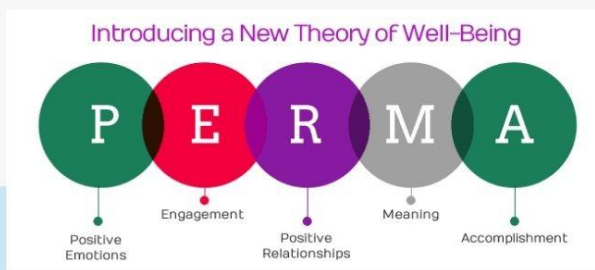 Introducing a New Theory of Well-Being
P E R M A
Engagement
Meaning
Positive
Emotions
Positive
Relationships
Accomplishment